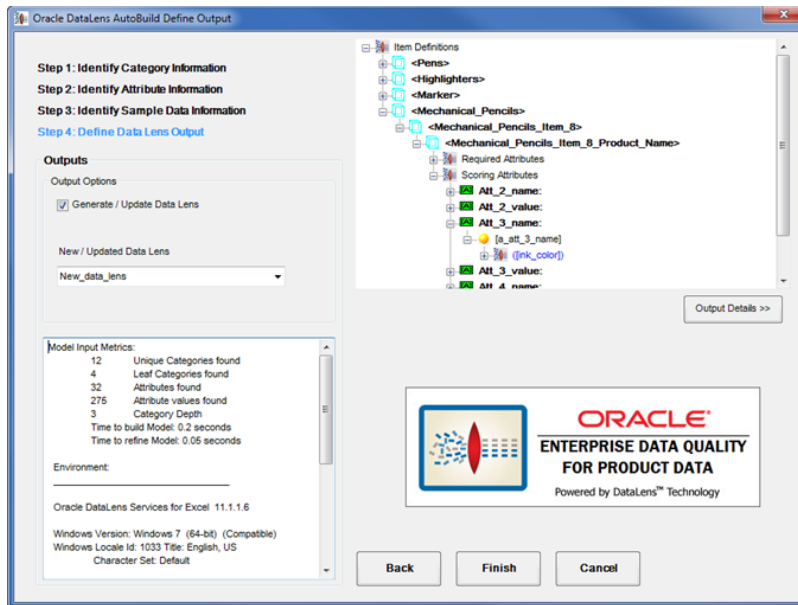 Oracle DataLens AutoBuild Define Output
Step 1: Identify Category Information
Step 2: Identify Attribute Information
Step 3: Identify Sample Data Information
Step 4: Define Data Lens Output
Outputs
Output Options
Generate / Update Data Lens
New / Updated Data Lens
New_data_lens
Model Input Metrics:
12 Unique Categories found
4 Leaf Categories found
32 Attributes found
275 Attribute values found
3 Category Depth
Time to build Model: 0.2 seconds
Time to refine Model: 0.05 seconds
Environment:
Oracle DataLens Services for Excel 11.1.1.6
Windows Version: Windows 7 (64-bit) (Compatible)
Windows Locale Id: 1033 Title: English, US
Character Set: Default
Item Definitions
<Pens>
<Highlighters>
<Marker>
<Mechanical_Pencils>
<Mechanical_Pencils_Item_8>
<Mechanical_Pencils_Item_8_Product_Name>
Required Attributes
Scoring Attributes
Att_2_name:
Att_2_value:
Att_3_name:
[a_att_3_name]
([ink_color])
Att_3_value:
Att_4_name:
Output Details >>
ORACLE
ENTERPRISE DATA QUALITY
FOR PRODUCT DATA
Powered by DataLens™ Technology
Back
Finish
Cancel